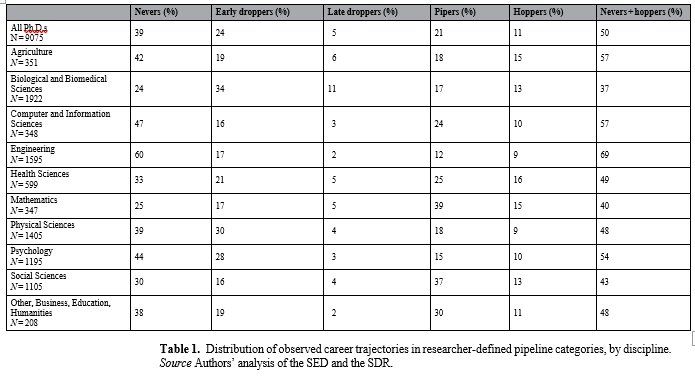 Nevers (%) Early droppers (%) Late droppers (%) Pipers (%) Hoppers (%) Nevers+hoppers (%)
All Ph.D.s
N=9075 39 24 5 21 11 50
Agriculture
N=351 42 19 6 18 15 57
Biological and Biomedical
Sciences
N=1922 24 34 11 17 13 37
Computer and Information
Sciences
N=348 47 16 3 24 10 57
Engineering
N=1595 60 17 2 12 9 69
Health Sciences
N=599 33 21 5 25 16 49
Mathematics
N=347 25 17 5 39 15 40
Physical Sciences
N=1405 39 30 4 18 9 48
Psychology
N=1195 44 28 3 15 10 54
Social Sciences
N=1105 30 16 4 37 13 43
Other, Business, Education,
Humanities
N=208 38 19 2 30 11 48
Table 1. Distribution of observed career trajectories in researcher-defined pipeline categories, by discipline.
Source Authors' analysis of the SED and the SDR.